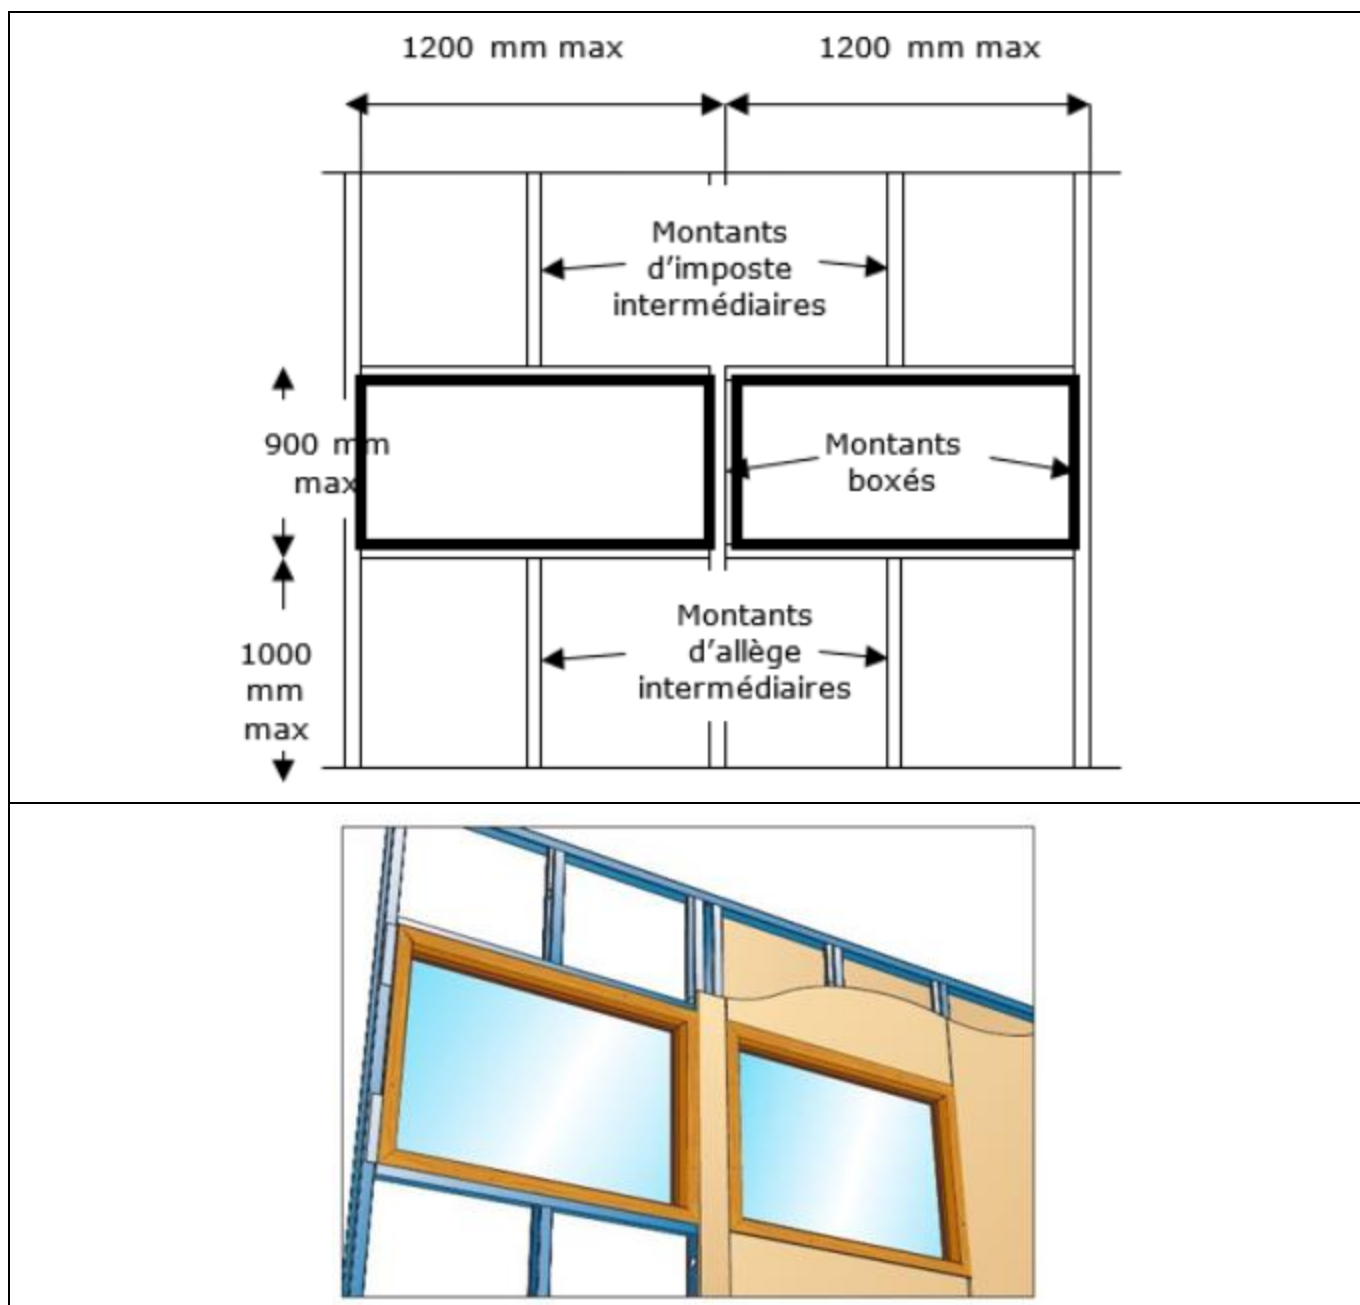 1200 mm max
1200 mm max
Montants
d’imposte
intermédiaires
900 mm
max
Montants
boxés
Montants
d’allège
intermédiaires
1000
mm
max